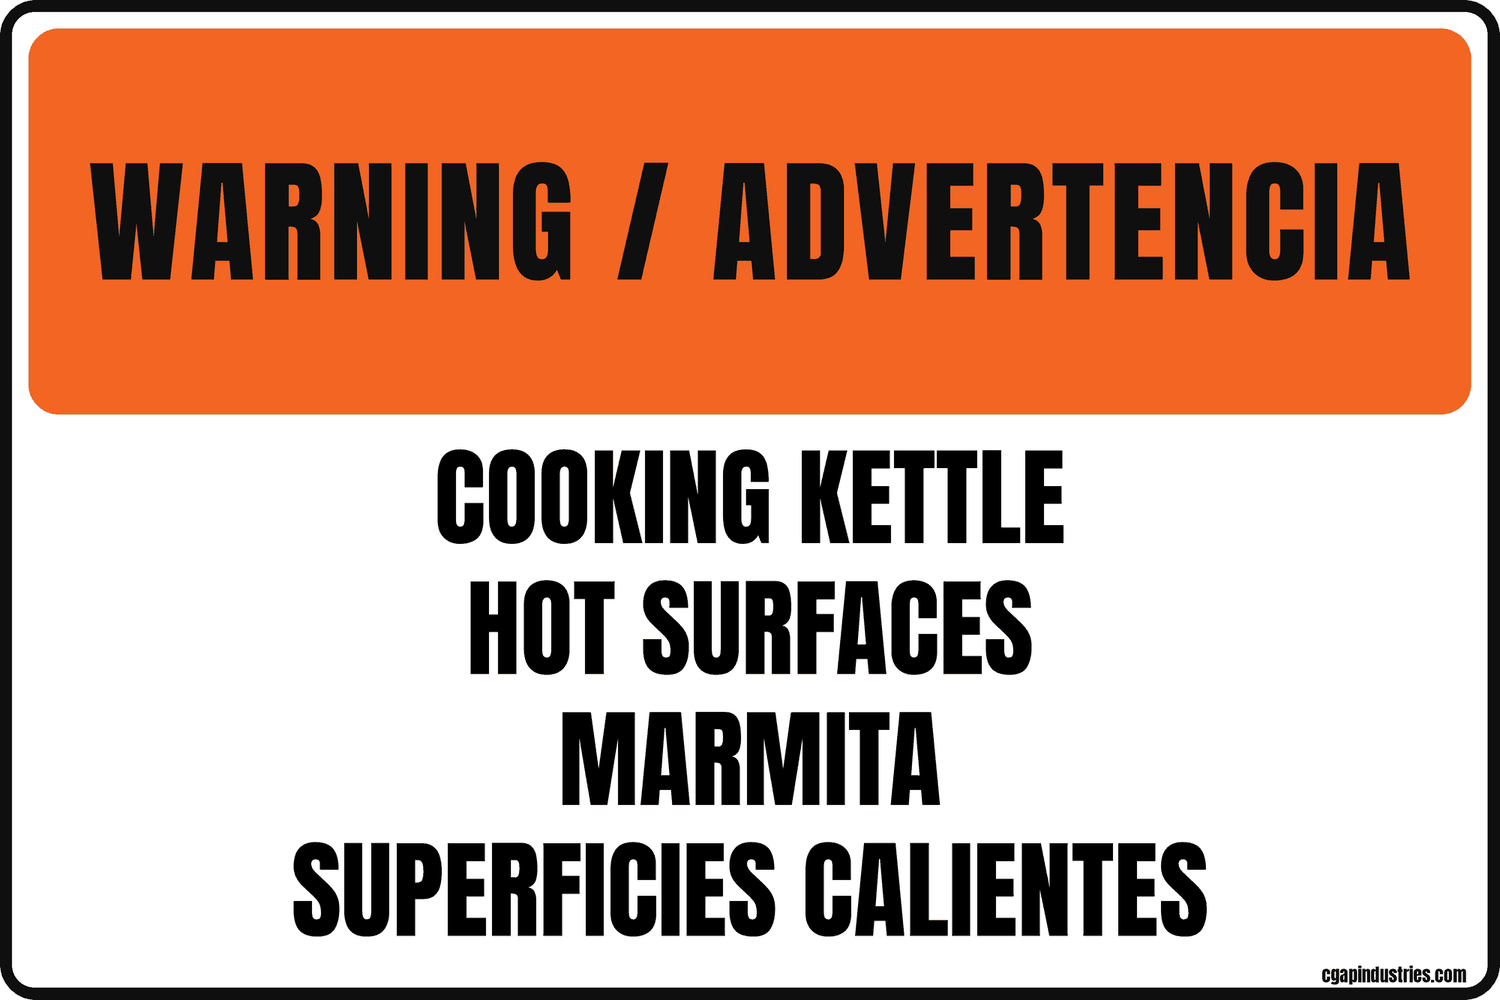 WARNING / ADVERTENCIA
COOKING KETTLE
HOT SURFACES
MARMITA
SUPERFICIES CALIENTES
cgapindustries.com